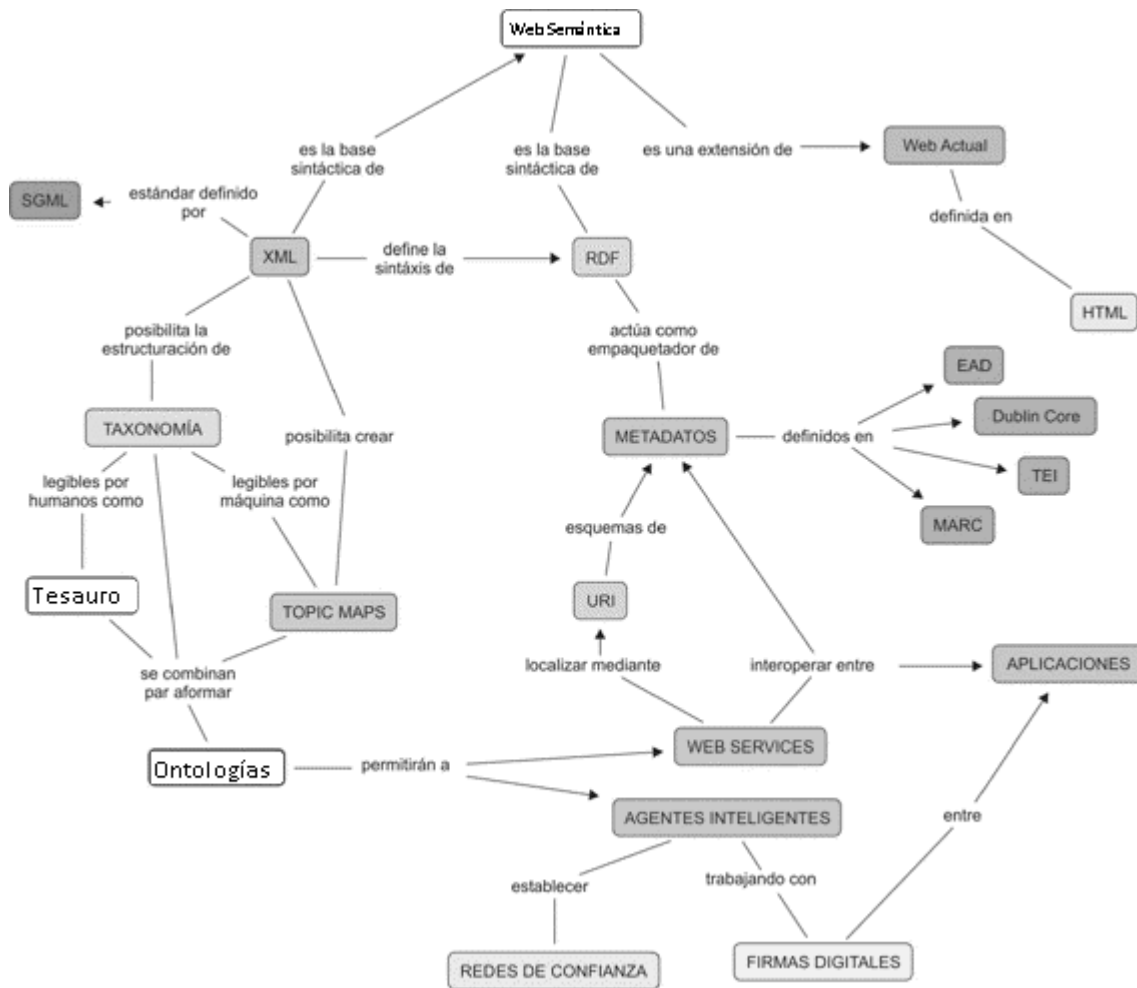 Web Semántica
es la base
sintáctica de
es la base
sintáctica de
es una extensión de
Web Actual
SGML
estándar definido
por
definida en
XML
define la
sintáxis de
RDF
HTML
posibilita la
estructuración de
actúa como
empaquetador de
EAD
Dublin Core
TAXONOMÍA
posibilita crear
METADATOS
definidos en
TEI
legibles por
humanos como
legibles por
máquina como
MARC
esquemas de
Tesauro
TOPIC MAPS
URI
se combinan
par aformar
localizar mediante
interoperar entre
APLICACIONES
WEB SERVICES
Ontologías
permitirán a
AGENTES INTELIGENTES
entre
establecer
trabajando con
REDES DE CONFIANZA
FIRMAS DIGITALES